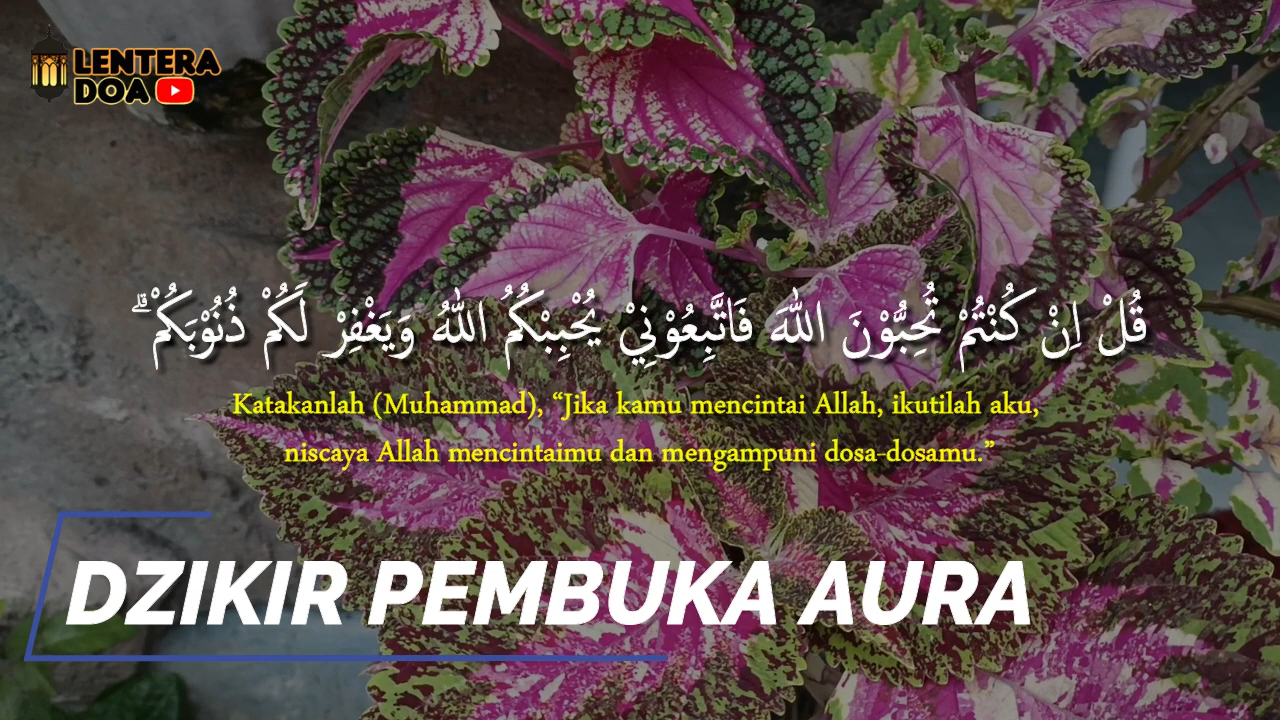 LENTERA
DOA
قُلْ اِنْ كُنْتُمْ تُحِبُّوْنَ اللّٰهَ فَاتَّبِعُوْنِيْ يُحْبِبْكُمُ اللّٰهُ وَيَغْفِرْ لَكُمْ ذُنُوْبَكُمْ ۗ
Katakanlah (Muhammad), “Jika kamu mencintai Allah, ikutilah aku,
niscaya Allah mencintaimu dan mengampuni dosa-dosamu.”
DZIKIR PEMBUKA AURA